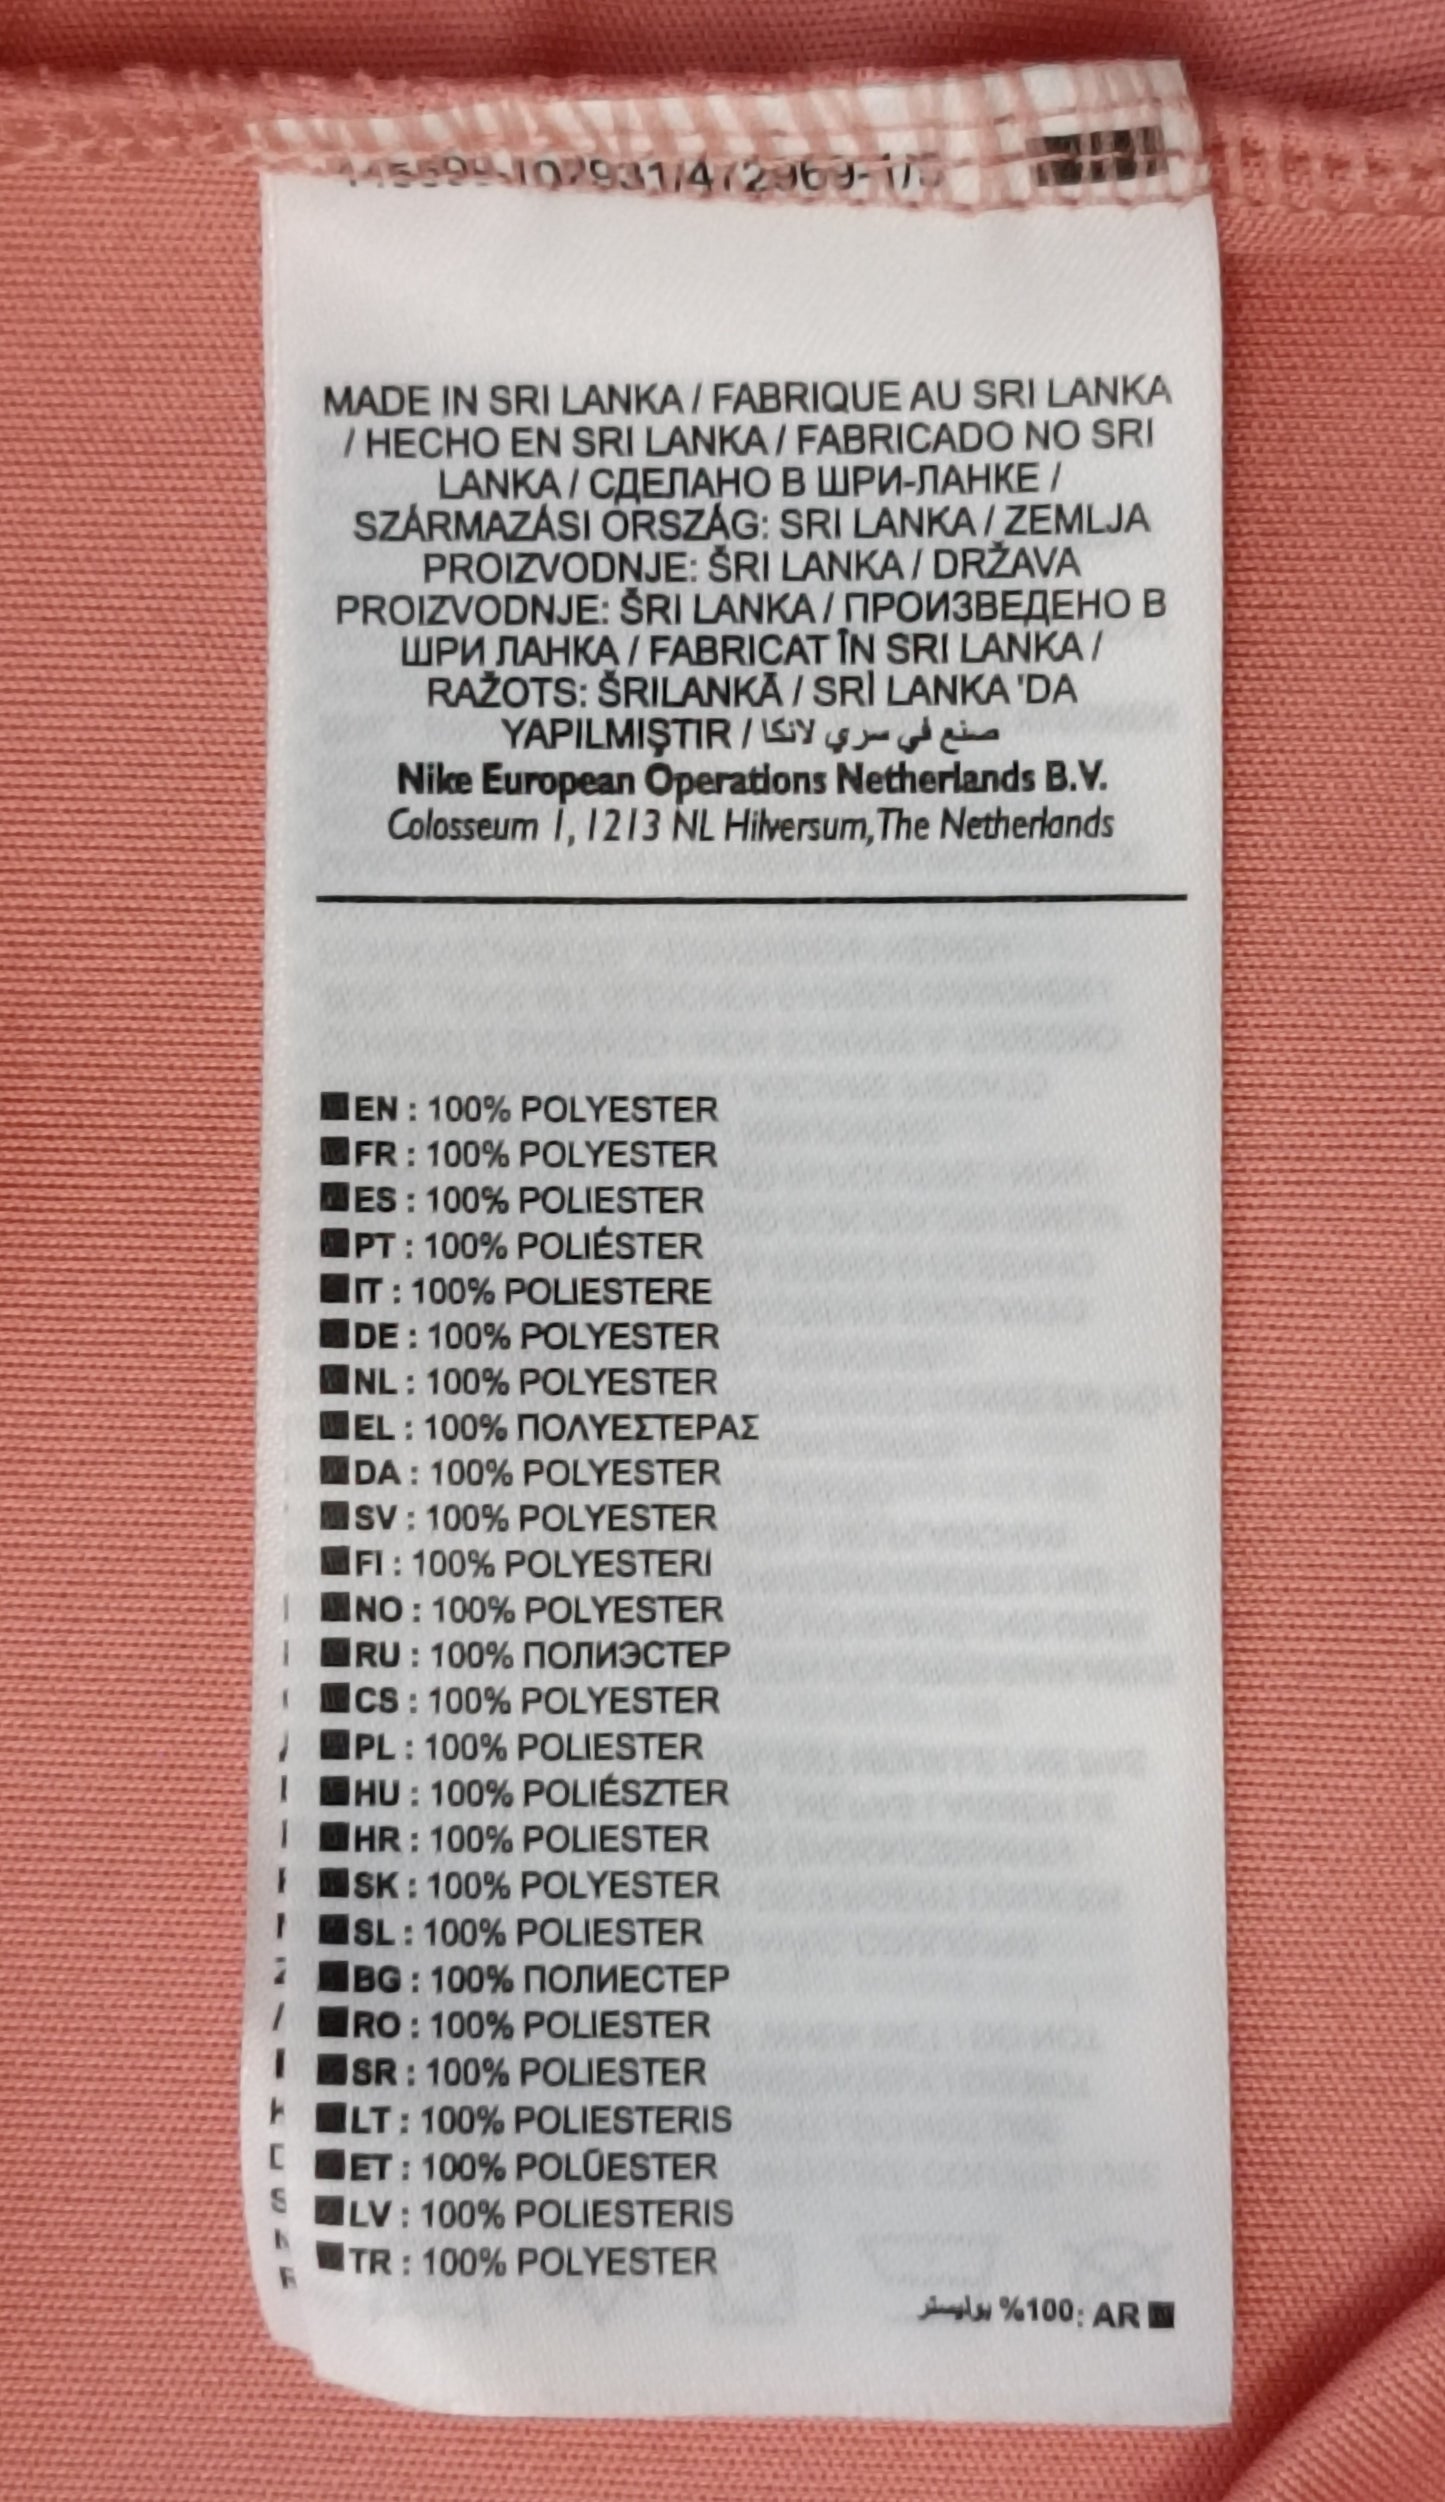 MADE IN SRI LANKA / FABRIQUE AU SRI LANKA
/ HECHO EN SRI LANKA / FABRICADO NO SRI
LANKA / СДЕЛАНО В ШРИ-ЛАНКЕ /
SZÁRMAZÁSI ORSZÁG: SRI LANKA / ZEMLJA
PROIZVODNJE: ŠRI LANKA / DRŽAVA
PROIZVODNJE: ŠRI LANKA / ПРОИЗВЕДЕНО В
ШРИ ЛАНКА / FABRICAT ÎN SRI LANKA /
RAŽOTS: ŠRILANKĀ / SRİ LANKA 'DA
YAPILMIŞTIR / صنع في سري لانكا
Nike European Operations Netherlands B.V.
Colosseum 1, 1213 NL Hilversum, The Netherlands
EN : 100% POLYESTER
FR : 100% POLYESTER
ES : 100% POLIESTER
PT : 100% POLIÉSTER
IT : 100% POLIESTERE
DE : 100% POLYESTER
NL : 100% POLYESTER
EL : 100% ΠΟΛΥΕΣΤΕΡΑΣ
DA : 100% POLYESTER
SV : 100% POLYESTER
FI : 100% POLYESTERI
NO : 100% POLYESTER
RU : 100% ПОЛИЭСТЕР
CS : 100% POLYESTER
PL : 100% POLIESTER
HU : 100% POLIÉSZTER
HR : 100% POLIESTER
SK : 100% POLYESTER
SL : 100% POLIESTER
BG : 100% ПОЛИЕСТЕР
RO : 100% POLIESTER
SR : 100% POLIESTER
LT : 100% POLIESTERIS
ET : 100% POLÜESTER
LV : 100% POLIESTERIS
TR : 100% POLYESTER
AR :100% بوليستر